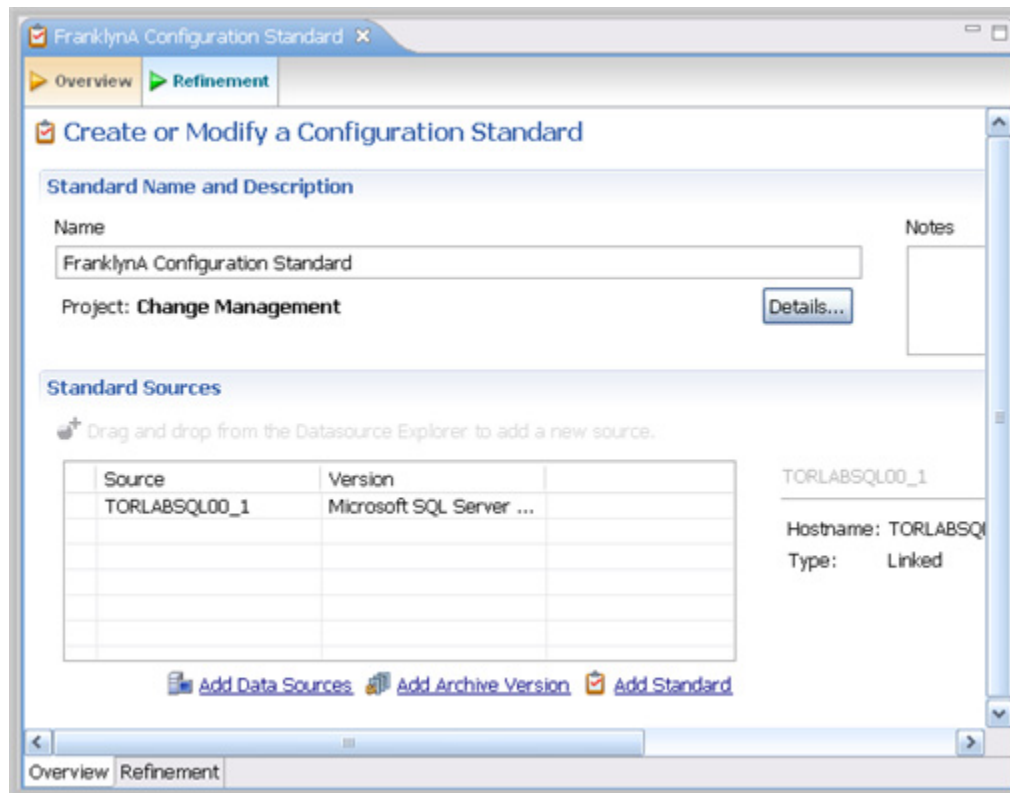 FranklynA Configuration Standard
Overview Refinement
Create or Modify a Configuration Standard
Standard Name and Description
Name Notes
FranklynA Configuration Standard
Project: Change Management Details...
Standard Sources
Drag and drop from the Datasource Explorer to add a new source.
Source Version TORLABSQL00_1
TORLABSQL00_1 Microsoft SQL Server ...
Hostname: TORLABSQ
Type: Linked
Add Data Sources Add Archive Version Add Standard
Overview Refinement